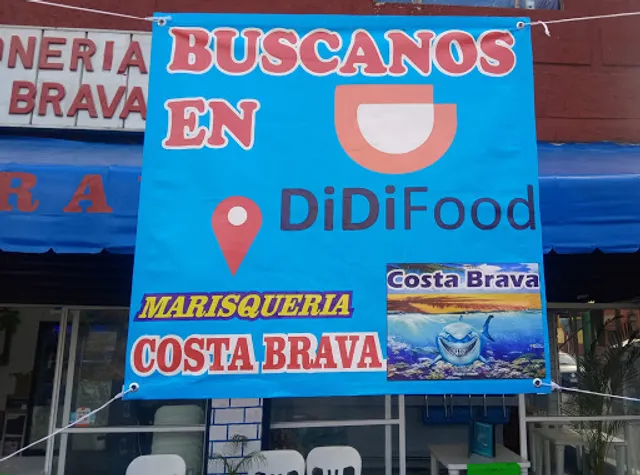 ONERIA
BRAVA
BUSCANOS
EN
DiDiFood
MARISQUERIA
COSTA BRAVA
Costa Brava